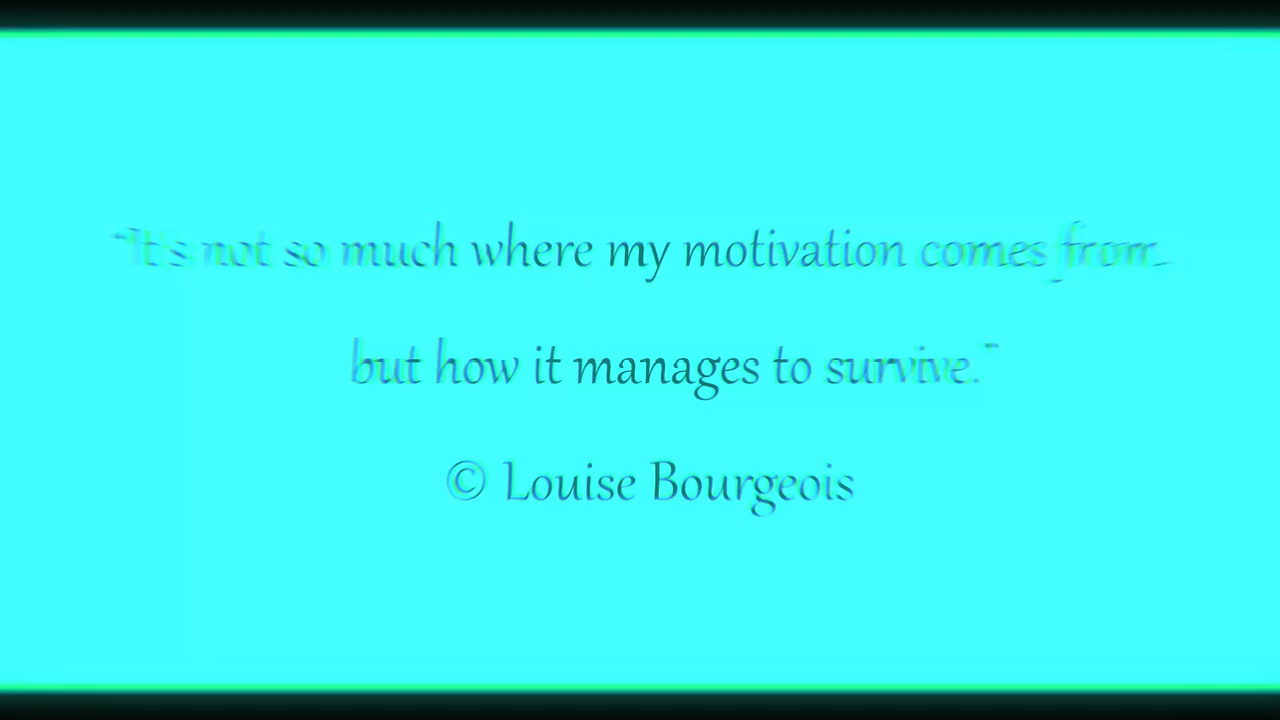 “It's not so much where my motivation comes from
but how it manages to survive.”
© Louise Bourgeois